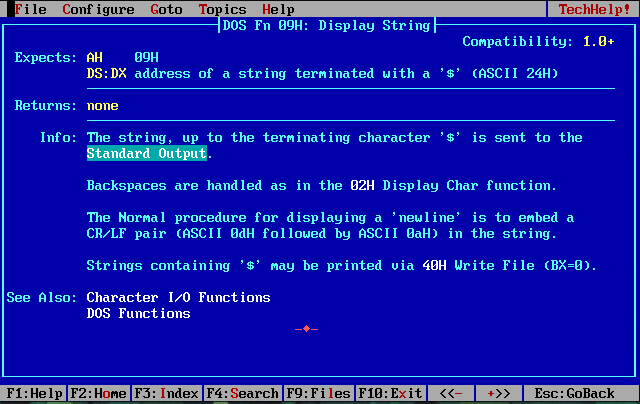 File Configure Goto Topics Help TechHelp!
DOS Fn 09H: Display String
Compatibility: 1.0+
Expects: AH 09H
DS:DX address of a string terminated with a '$' (ASCII 24H)
Returns: none
Info: The string, up to the terminating character '$' is sent to the
Standard Output.
Backspaces are handled as in the 02H Display Char function.
The Normal procedure for displaying a 'newline' is to embed a
CR/LF pair (ASCII 0dH followed by ASCII 0aH) in the string.
Strings containing '$' may be printed via 40H Write File (BX=0).
See Also: Character I/O Functions
DOS Functions
F1:Help F2:Home F3:Index F4:Search F9:Files F10:Exit <<- +>> Esc:GoBack